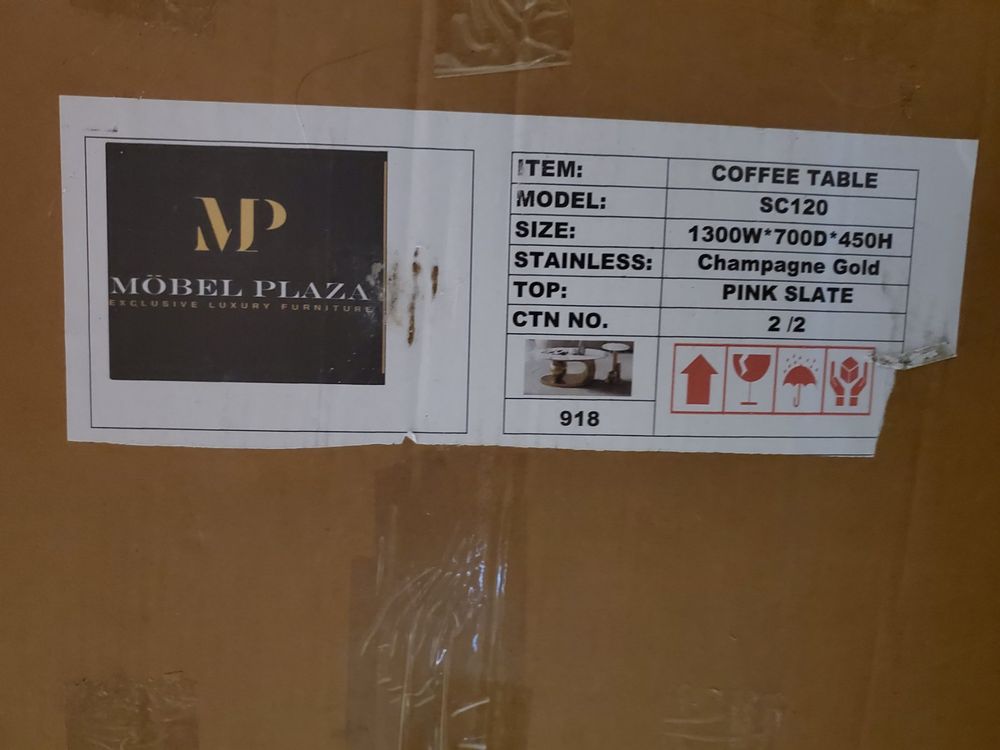 MP
MÖBEL PLAZA
EXCLUSIVE LUXURY FURNITURE
ITEM: COFFEE TABLE
MODEL: SC120
SIZE: 1300W*700D*450H
STAINLESS: Champagne Gold
TOP: PINK SLATE
CTN NO. 2 /2
918